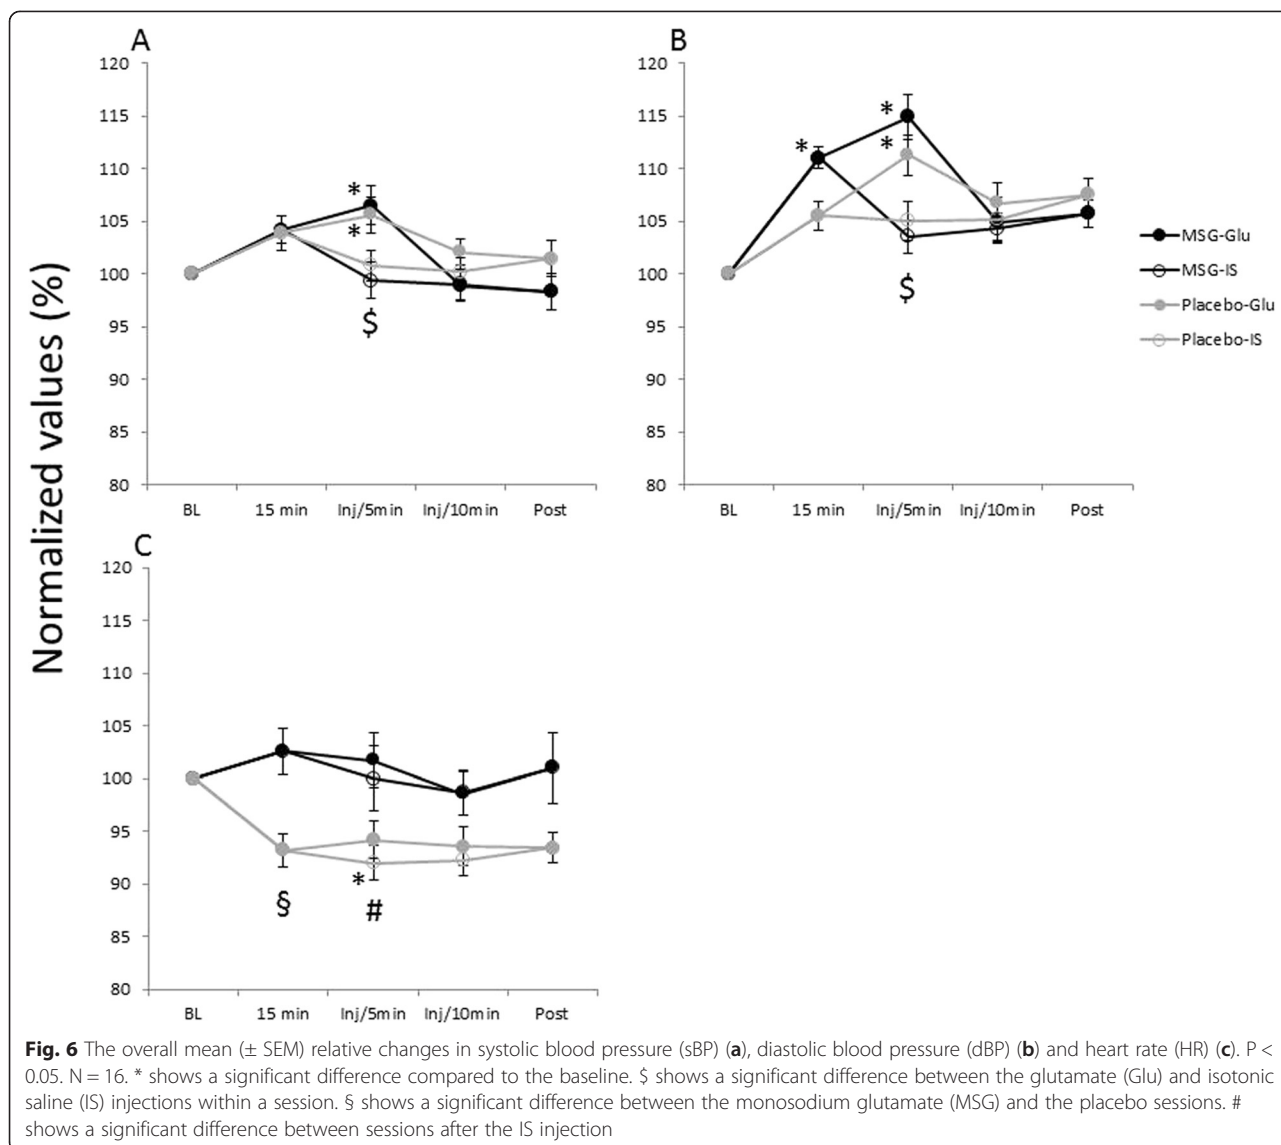 A
120
115
110
105
100
95
90
85
80
*
*
$
BL 15 min Inj/5min Inj/10min Post
B
120
115
110
105
100
95
90
85
80
*
*
*
$
BL 15 min Inj/5min Inj/10min Post
MSG-Glu
MSG-IS
Placebo-Glu
Placebo-IS
Normalized values (%)
C
120
115
110
105
100
95
90
85
80
*
§ #
BL 15 min Inj/5min Inj/10min Post
Fig. 6 The overall mean (± SEM) relative changes in systolic blood pressure (sBP) (a), diastolic blood pressure (dBP) (b) and heart rate (HR) (c). P <
0.05. N = 16. * shows a significant difference compared to the baseline. $ shows a significant difference between the glutamate (Glu) and isotonic
saline (IS) injections within a session. § shows a significant difference between the monosodium glutamate (MSG) and the placebo sessions. #
shows a significant difference between sessions after the IS injection